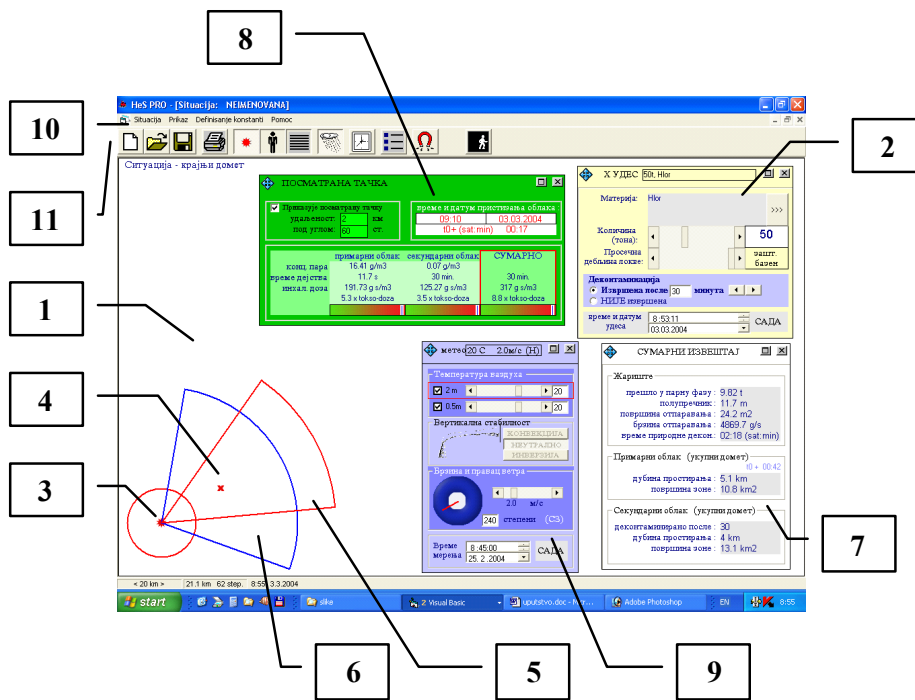 8
10
11
1
4
3
6
5
9
7
2
HeS PRO - [Situacija: NEIMENOVANA]
Situacija Prikaz Definisanje konstanti Pomoc
Ситуација - крајњи домет
ПОСМАТРАНА ТАЧКА
Приказује посматрану тачку
удаљеност: 2 км
под углом: 60 ст.
време и датум пристизања облака
09:10 03.03.2004
t0+ (sat:min) 00:17
примарни облак секундарни облак СУМАРНО
конц. пара 16.41 g/m3 0.07 g/m3
време дејства 11.7 s 30 min. 30 min.
инхал. доза 191.73 g s/m3 125.27 g s/m3 317 g s/m3
5.3 x tokso-doza 3.5 x tokso-doza 8.8 x tokso-doza
Х УДЕС 50t, Hlor
Материја: Hlor
>>>
Количина
(тона): 50
Просечна
дебљина локве: зашт.
базен
Деконтаминација
Извршена после 30 минута
НИЈЕ извршена
време и датум
удеса 8:53:11
03.03.2004 САДА
метео 20 C 2.0м/с (Н)
Температура ваздуха
2 m 20
0.5m 20
Вертикална стабилност
КОНВЕКЦИЈА
НЕУТРАЛНО
ИНВЕРЗИЈА
Брзина и правац ветра
2.0 м/с
240 степени (СЗ)
Време
мерења 8:45:00
25. 2 .2004 САДА
СУМАРНИ ИЗВЕШТАЈ
Жариште
прешло у парну фазу: 9.82 t
полупречник: 11.7 m
површина отпаравања: 24.2 m2
брзина отпаравања: 4869.7 g/s
време природне декон.: 02:18 (sat:min)
Примарни облак (укупни домет)
t0+ 00:42
дубина простирања: 5.1 km
површина зоне: 10.8 km2
Секундарни облак (укупни домет)
деконтаминирано после: 30
дубина простирања: 4 km
површина зоне: 13.1 km2
< 20 km > 21.1 km 62 step. 8:55 3.3.2004
start slike 2 Visual Basic uputstvo.doc - Adobe Photoshop EN 8:55